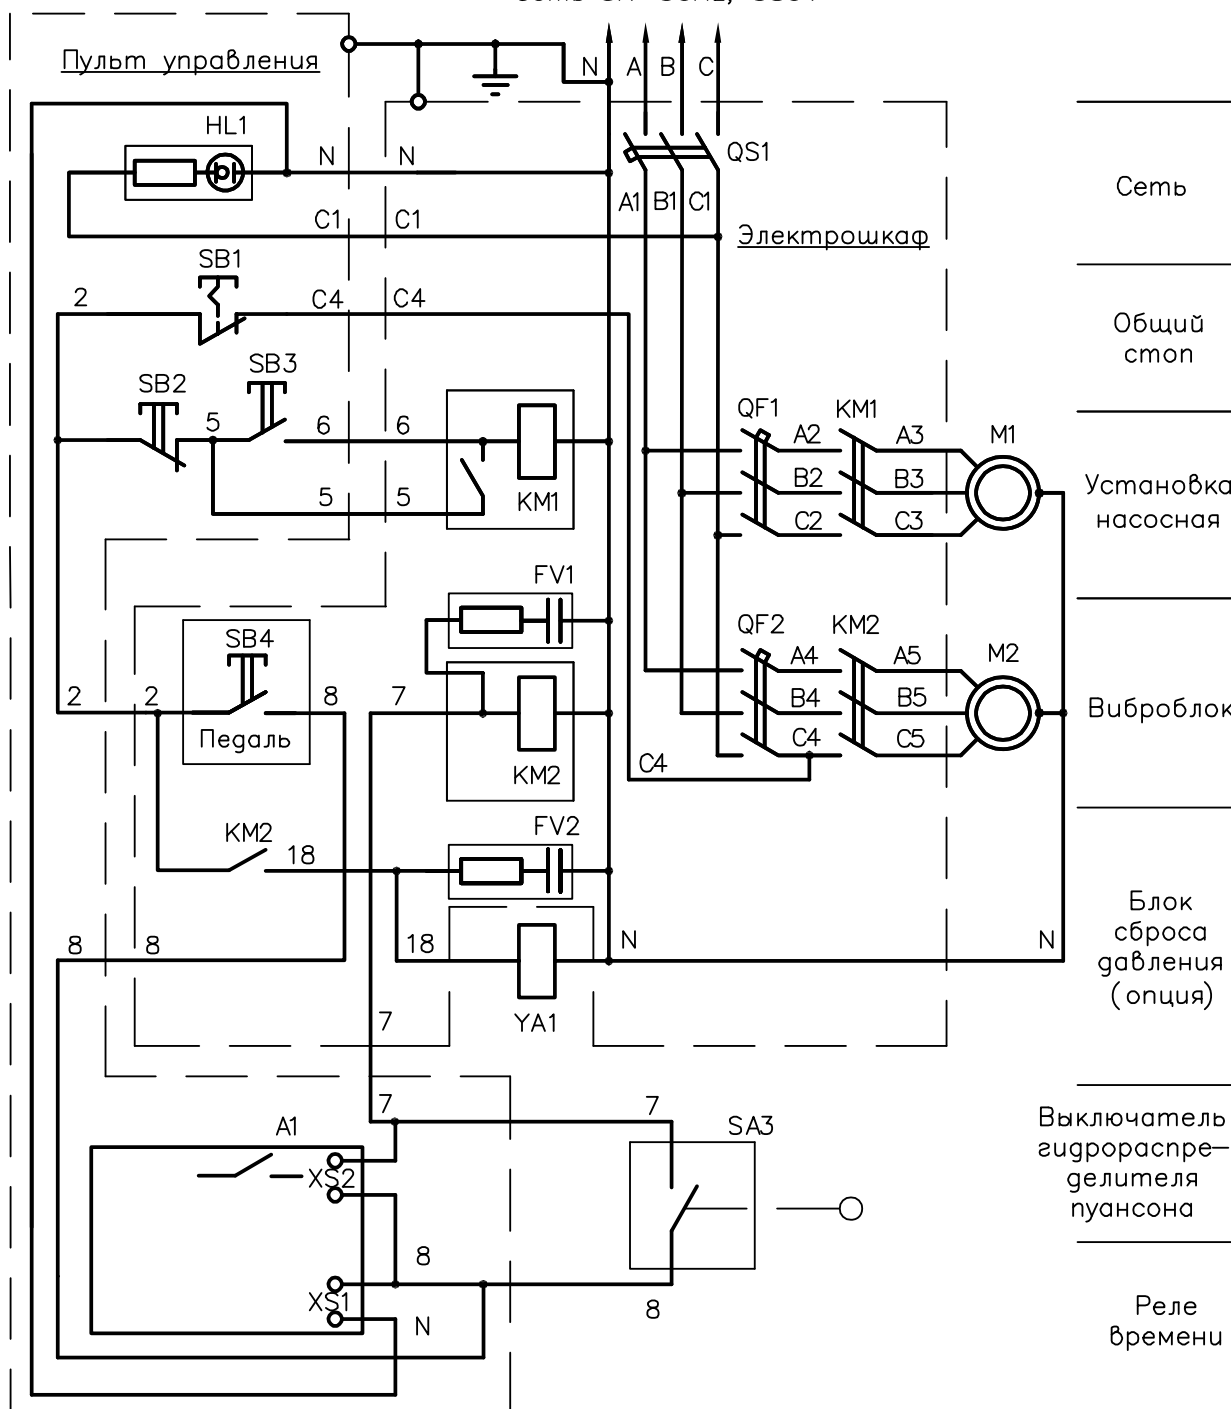 Пульт управления
N A B C
HL1
N N
QS1
A1 B1 C1
Сеть
C1 C1
Электрошкаф
SB1
2 C4 C4
Общий
стоп
SB3
SB2
5 6 6
QF1 KM1
A2 A3 M1
B2 B3
C2 C3
5 5 KM1
Установка
насосная
FV1
SB4
QF2 KM2
A4 A5 M2
2 2 8 7
B4 B5
Виброблок
Педаль
C4 C5
KM2
C4
KM2 FV2
18
Блок
сброса
давления
(опция)
8 8 18 N N
YA1
7
7 7
A1 SA3
Выключатель
гидрораспре-
делителя
пуансона
XS2
8
XS1
N 8
Реле
времени